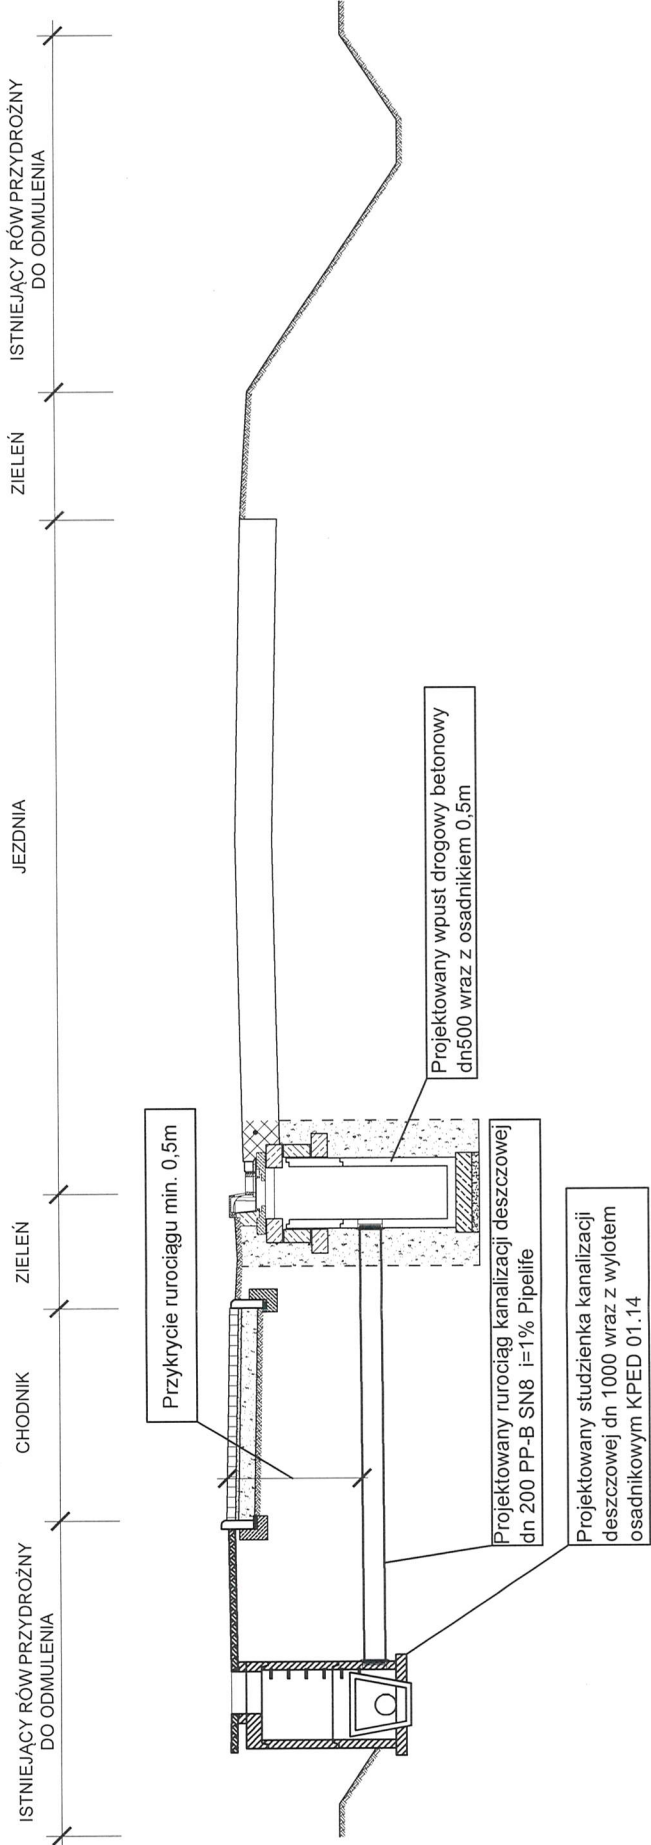 ISTNIEJĄCY RÓW PRZYDROŻNY
DO ODMULENIA
CHODNIK
ZIELEŃ
JEZDNIA
ZIELEŃ
ISTNIEJĄCY RÓW PRZYDROŻNY
DO ODMULENIA
Przykrycie rurociągu min. 0,5m
Projektowany wpust drogowy betonowy
dn500 wraz z osadnikiem 0,5m
Projektowany rurociąg kanalizacji deszczowej
dn 200 PP-B SN8 i=1% Pipelife
Projektowany studzienka kanalizacji
deszczowej dn 1000 wraz z wylotem
osadnikowym KPED 01.14